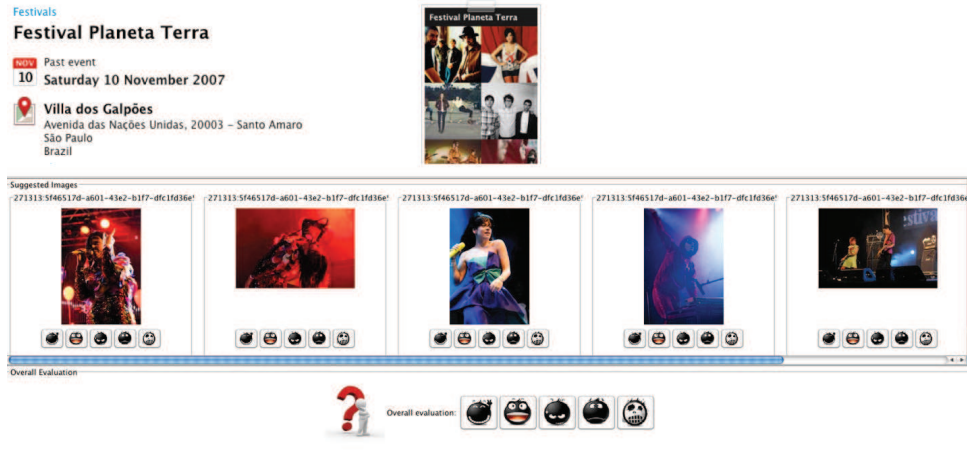 Festivals
Festival Planeta Terra
NOV
10
Past event
Saturday 10 November 2007
Villa dos Galpões
Avenida das Nações Unidas, 20003 – Santo Amaro
São Paulo
Brazil
Festival Planeta Terra
Suggested Images
271313:5f46517d-a601-43e2-b1f7-dfc1fd36e!
271313:5f46517d-a601-43e2-b1f7-dfc1fd36e!
271313:5f46517d-a601-43e2-b1f7-dfc1fd36e!
271313:5f46517d-a601-43e2-b1f7-dfc1fd36e!
271313:5f46517d-a601-43e2-b1f7-dfc1fd36e
Overall Evaluation
Overall evaluation: